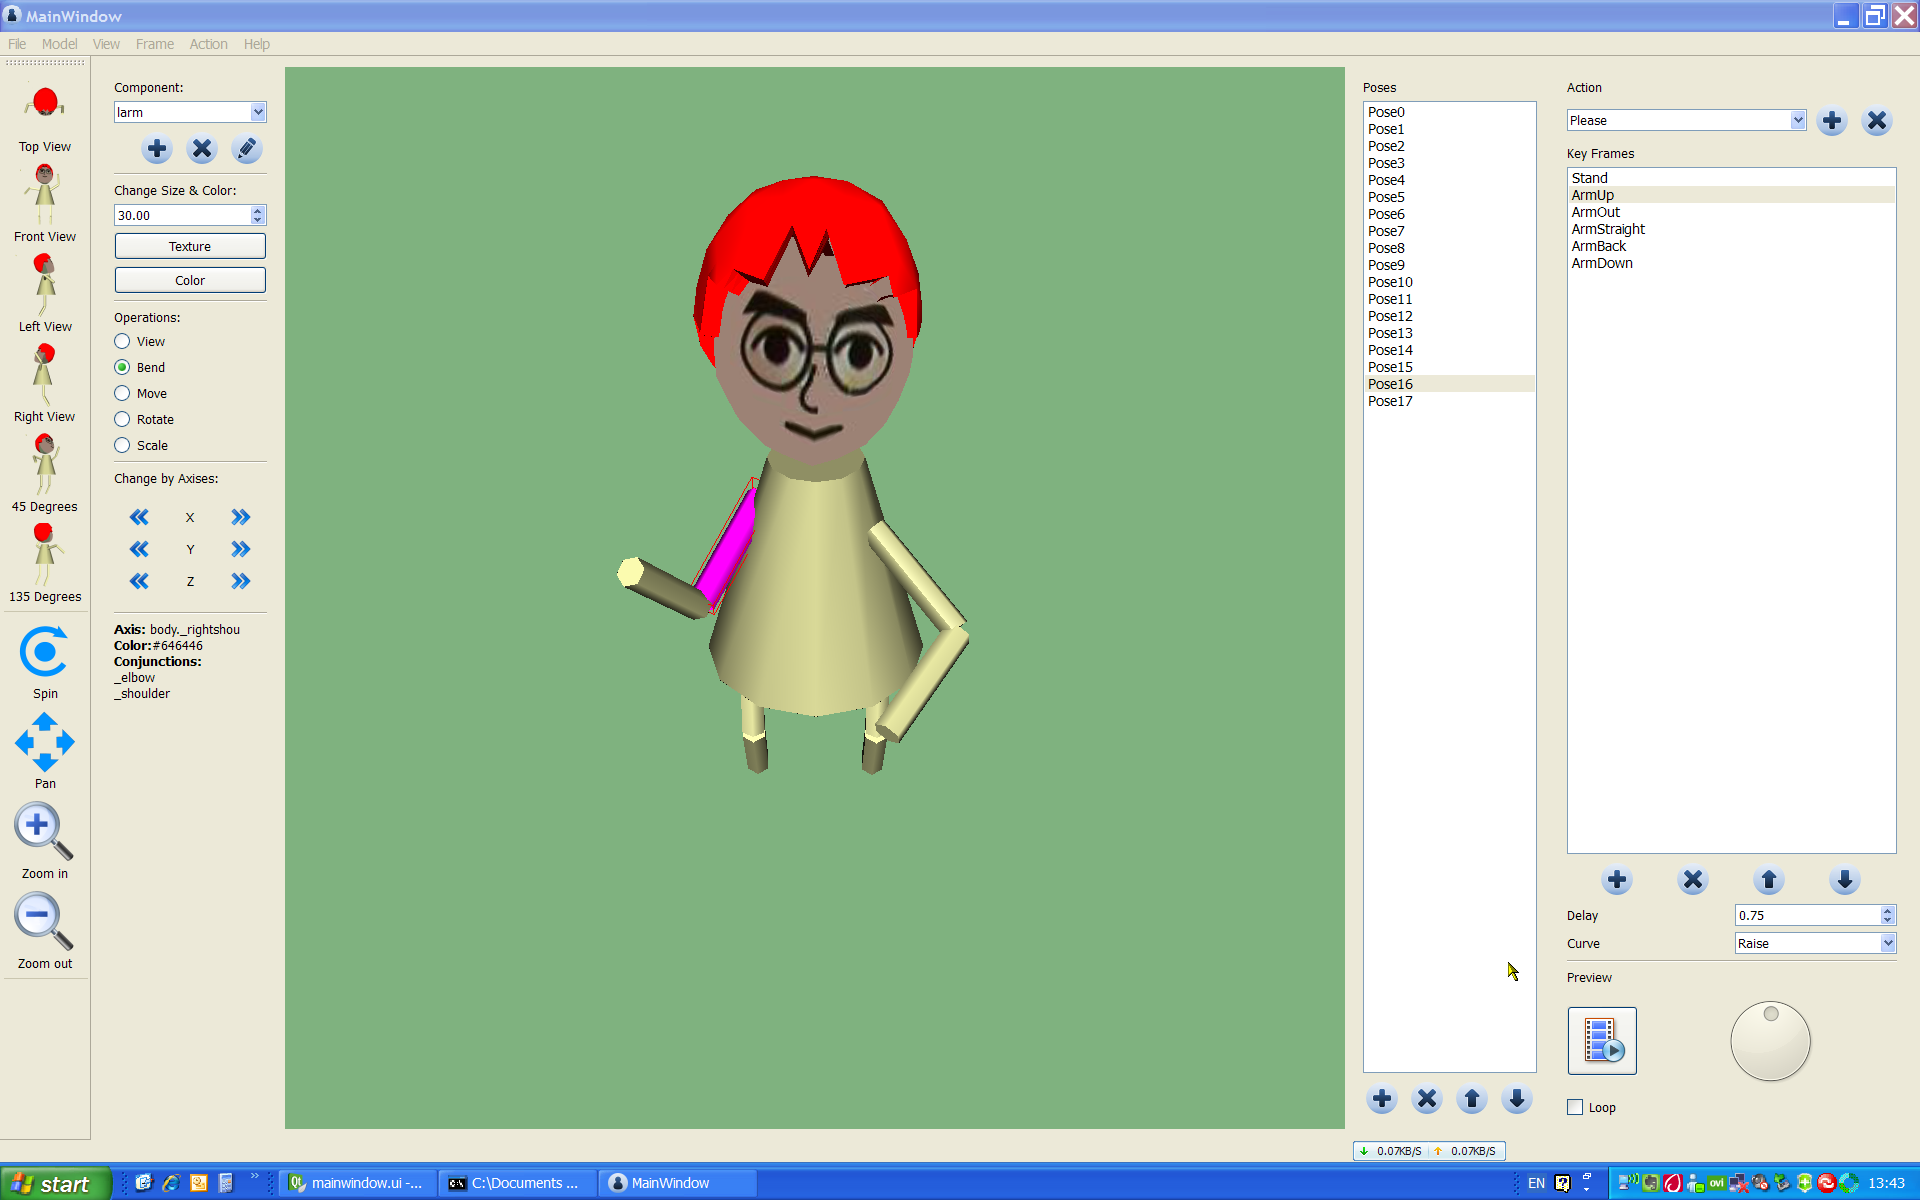 MainWindow
File Model View Frame Action Help
Top View
Front View
Left View
Right View
45 Degrees
135 Degrees
Spin
Pan
Zoom in
Zoom out
Component:
larm
Change Size & Color:
30.00
Texture
Color
Operations:
View
Bend
Move
Rotate
Scale
Change by Axises:
X
Y
Z
Axis: body._rightshou
Color:#646446
Conjunctions:
_elbow
_shoulder
Poses
Pose0
Pose1
Pose2
Pose3
Pose4
Pose5
Pose6
Pose7
Pose8
Pose9
Pose10
Pose11
Pose12
Pose13
Pose14
Pose15
Pose16
Pose17
Action
Please
Key Frames
Stand
ArmUp
ArmOut
ArmStraight
ArmBack
ArmDown
Delay
0.75
Curve
Raise
Preview
Loop
0.07KB/S 0.07KB/S
start
mainwindow.ui -...
C:\Documents ...
MainWindow
EN
ovi
13:43